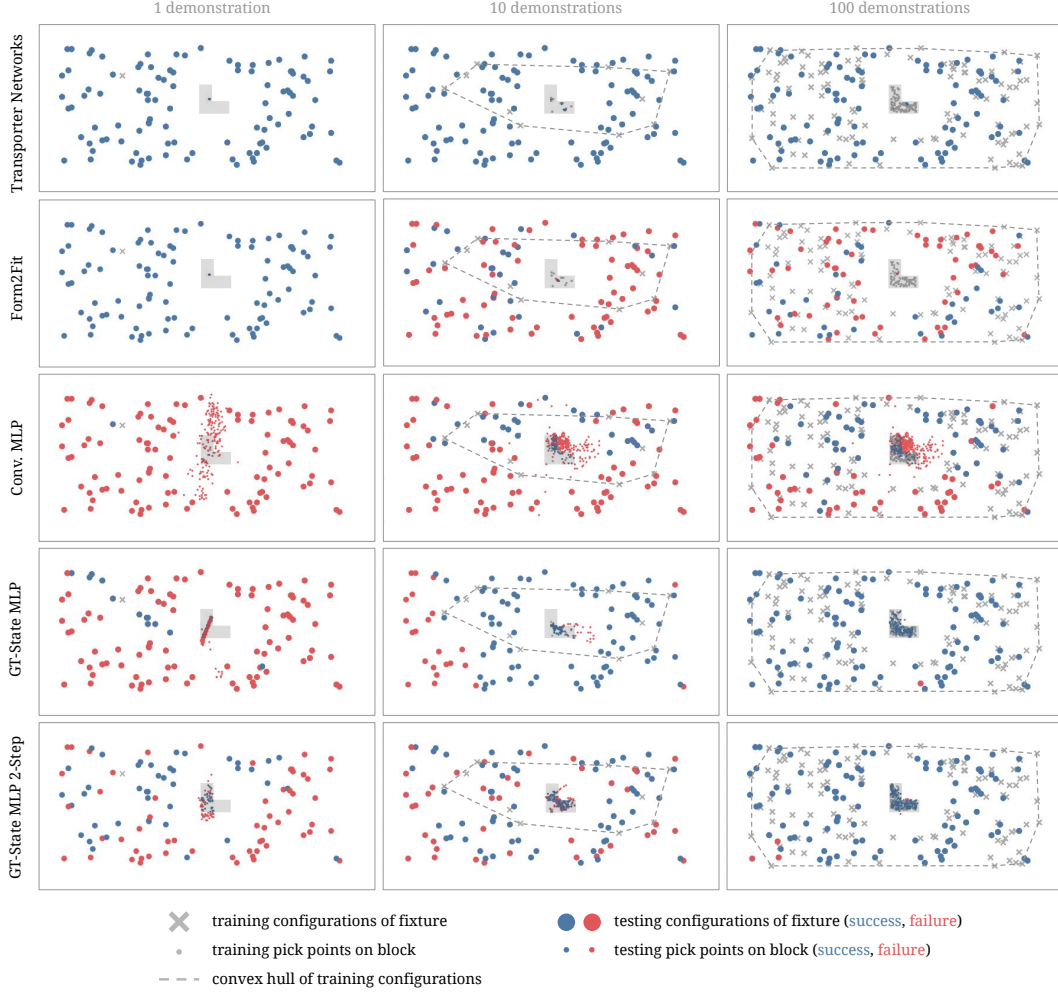 1 demonstration
10 demonstrations
100 demonstrations
Transporter Networks
Form2Fit
Conv. MLP
GT-State MLP
GT-State MLP 2-Step
training configurations of fixture
testing configurations of fixture (success, failure)
training pick points on block
testing pick points on block (success, failure)
convex hull of training configurations